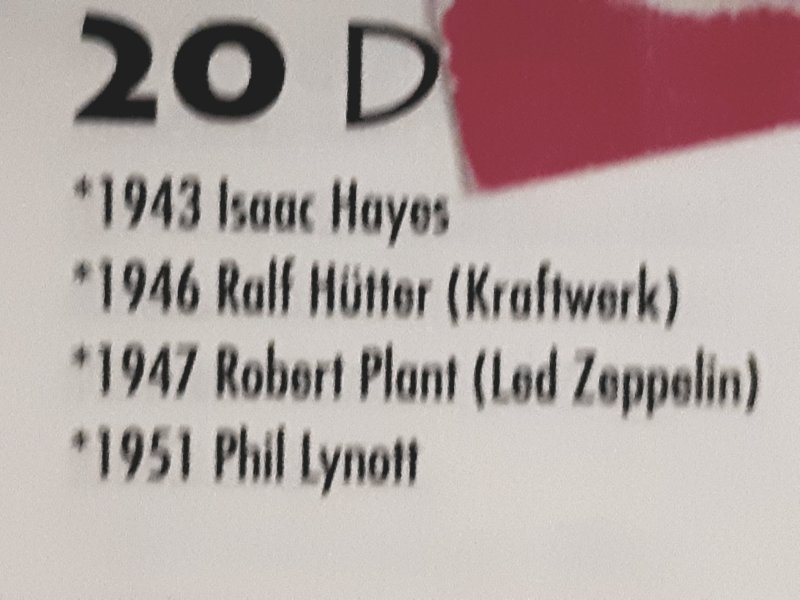 20 D
*1943 Isaac Hayes
*1946 Ralf Hütter (Kraftwerk)
*1947 Robert Plant (Led Zeppelin)
*1951 Phil Lynott